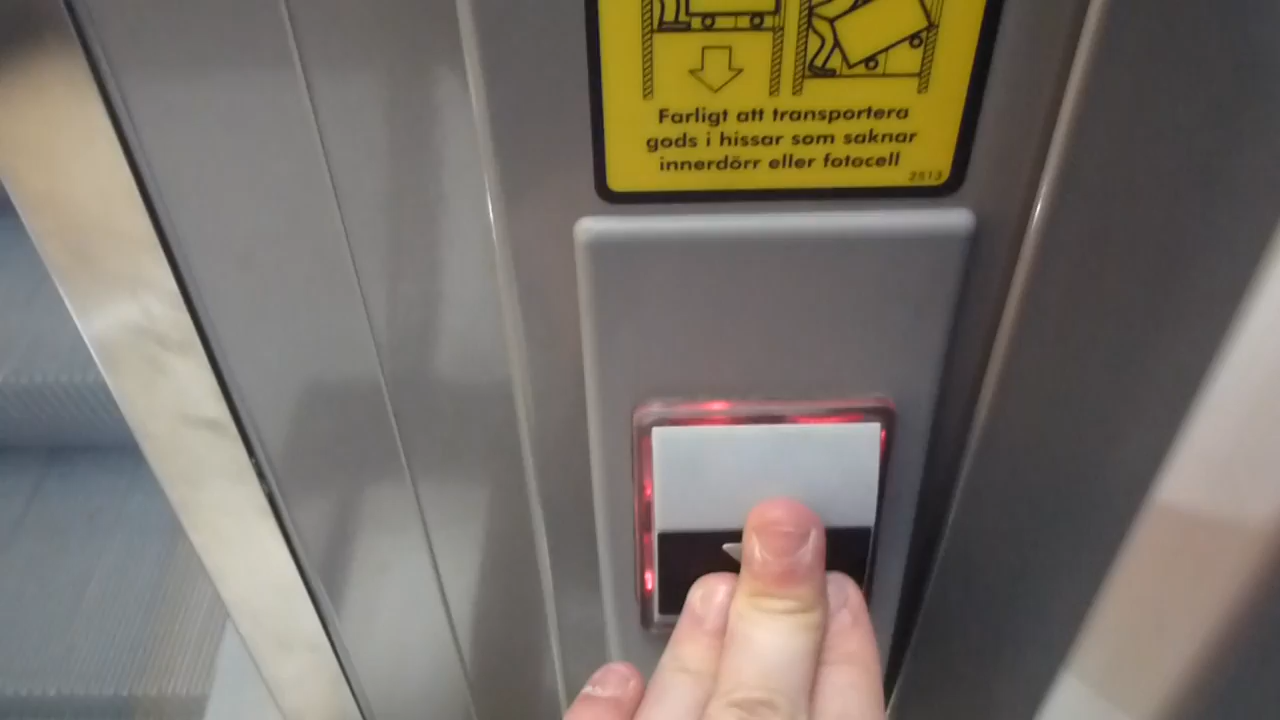 Farligt att transportera
gods i hissar som saknar
innerdörr eller fotocell
2513